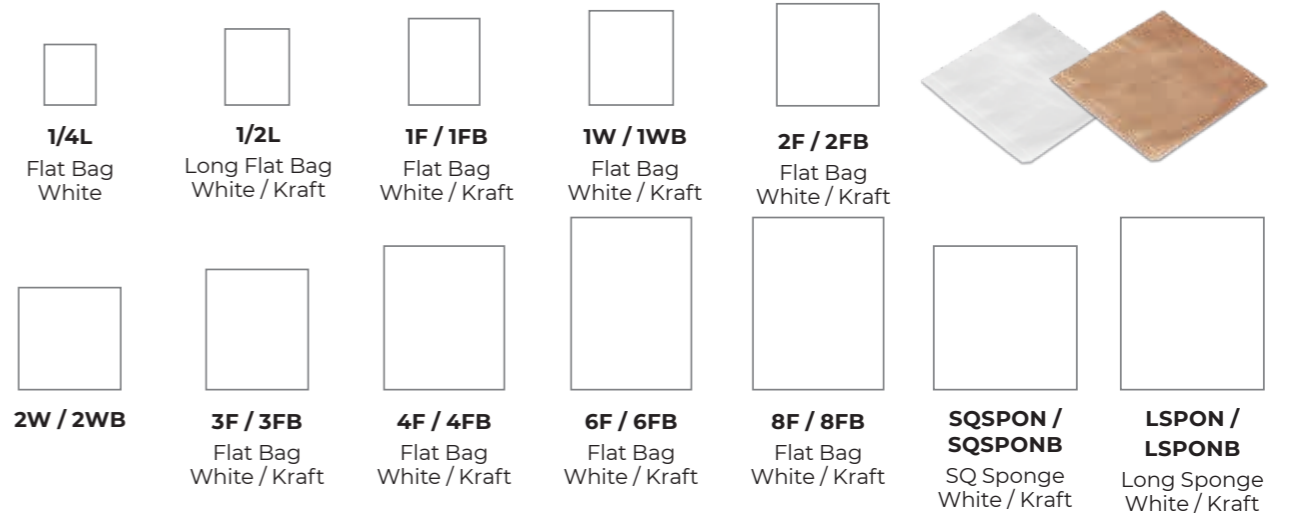 1/4L
Flat Bag
White
1/2L
Long Flat Bag
White / Kraft
1F / 1FB
Flat Bag
White / Kraft
1W / 1WB
Flat Bag
White / Kraft
2F / 2FB
Flat Bag
White / Kraft
2W / 2WB
3F / 3FB
Flat Bag
White / Kraft
4F / 4FB
Flat Bag
White / Kraft
6F / 6FB
Flat Bag
White / Kraft
8F / 8FB
Flat Bag
White / Kraft
SQSPON /
SQSPONB
SQ Sponge
White / Kraft
LSPON /
LSPONB
Long Sponge
White / Kraft